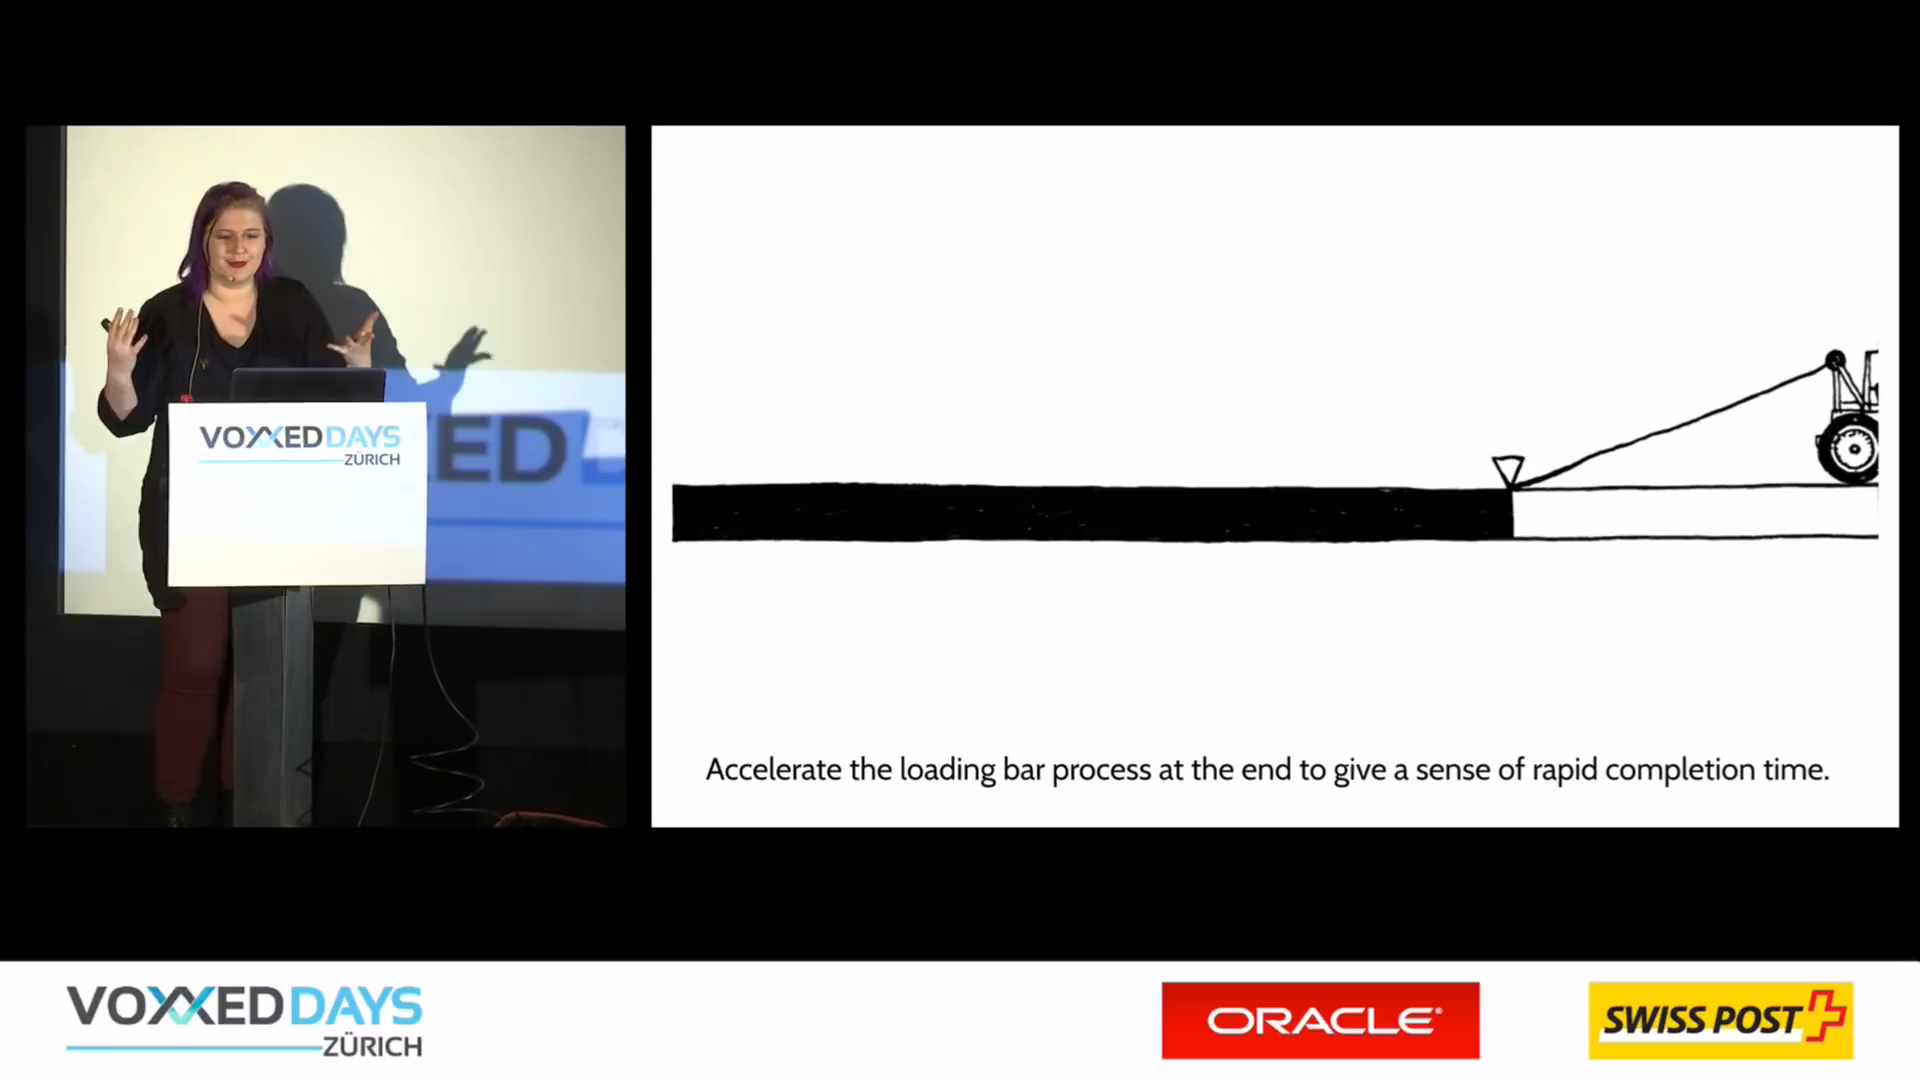 VOXXEDDAYS
ZÜRICH
XED
Accelerate the loading bar process at the end to give a sense of rapid completion time.
VOXXEDDAYS
ZÜRICH
ORACLE®
SWISS POST